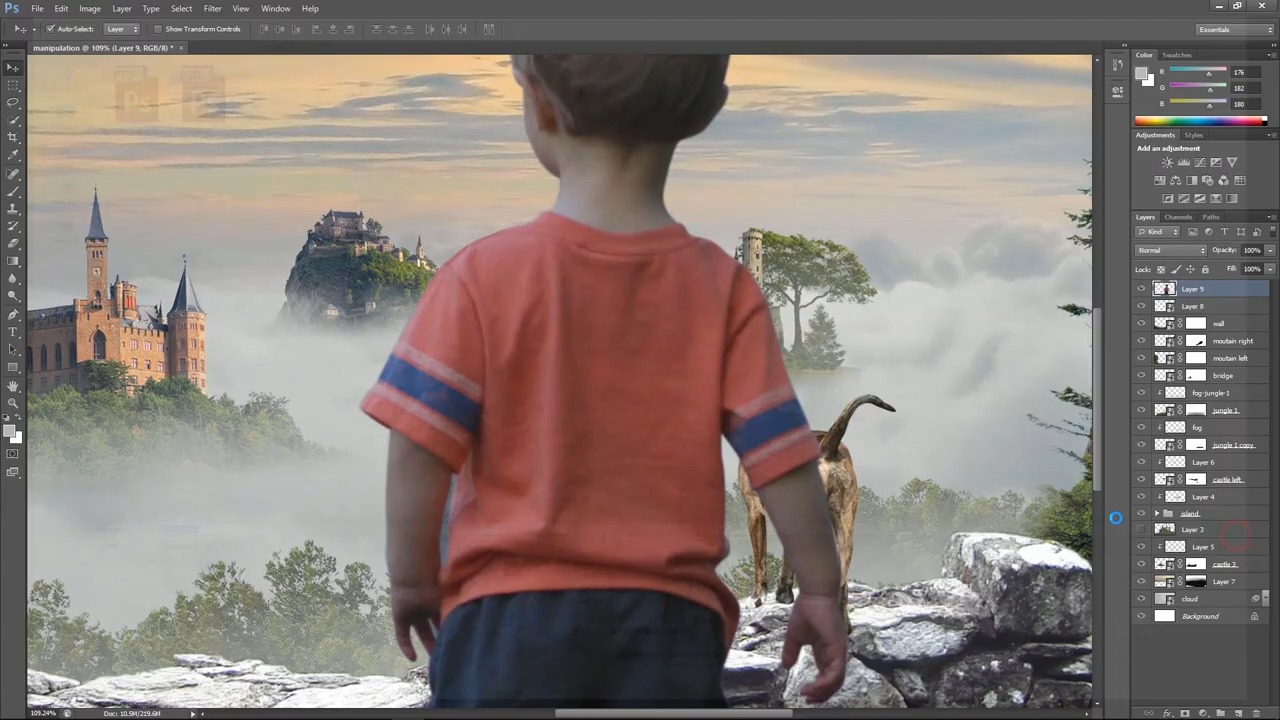 Ps File Edit Image Layer Type Select Filter View Window Help
Auto-Select: Layer Show Transform Controls Essentials
manipulation @ 109% (Layer 9, RGB/8) * ×
Color Swatches
R 176
G 182
B 180
Adjustments Styles
Add an adjustment
Layers Channels Paths
Kind
Normal Opacity: 100%
Lock: Fill: 100%
Layer 9
Layer 8
wall
moutain right
moutain left
bridge
fog-jungle-1
jungle 1
fog
jungle 1 copy
Layer 6
castle left
Layer 4
island
Layer 3
Layer 5
castle 3
Layer 7
cloud
Background
109.24% Doc: 10.5M/219.6M